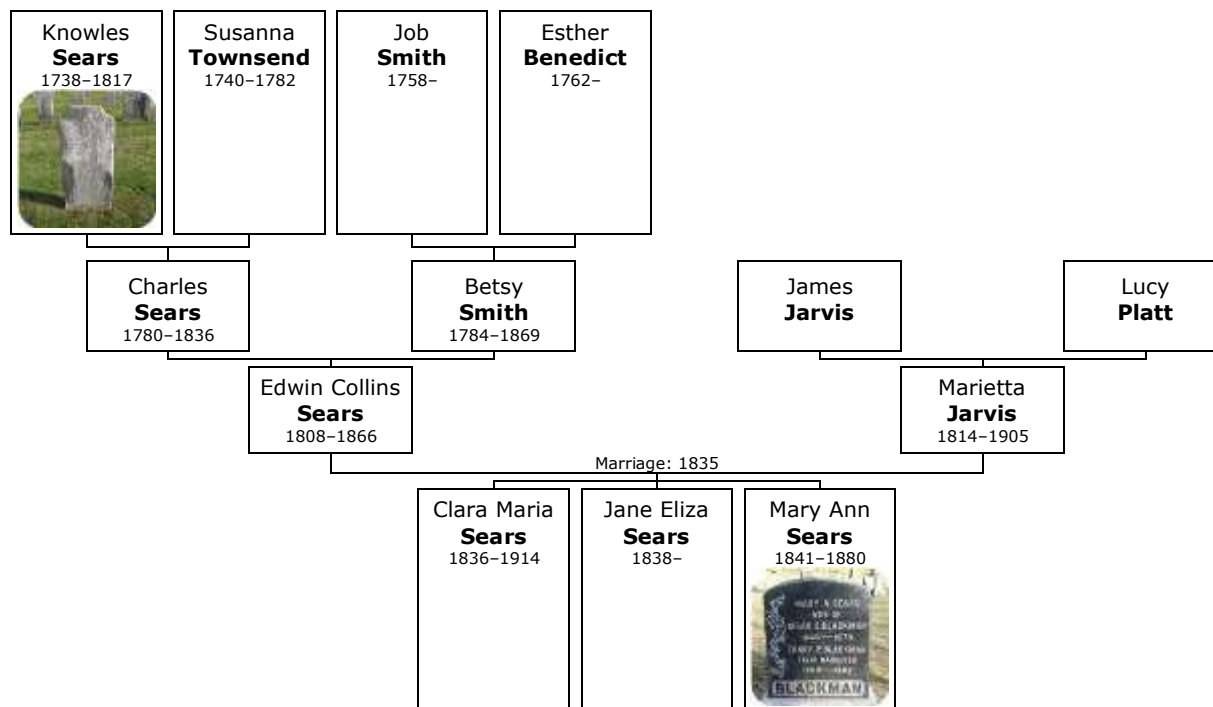 Knowles
Sears
1738–1817
Susanna
Townsend
1740–1782
Job
Smith
1758–
Esther
Benedict
1762–
Charles
Sears
1780–1836
Betsy
Smith
1784–1869
James
Jarvis
Lucy
Platt
Edwin Collins
Sears
1808–1866
Marietta
Jarvis
1814–1905
Marriage: 1835
Clara Maria
Sears
1836–1914
Jane Eliza
Sears
1838–
Mary Ann
Sears
1841–1880
BLACKMAN